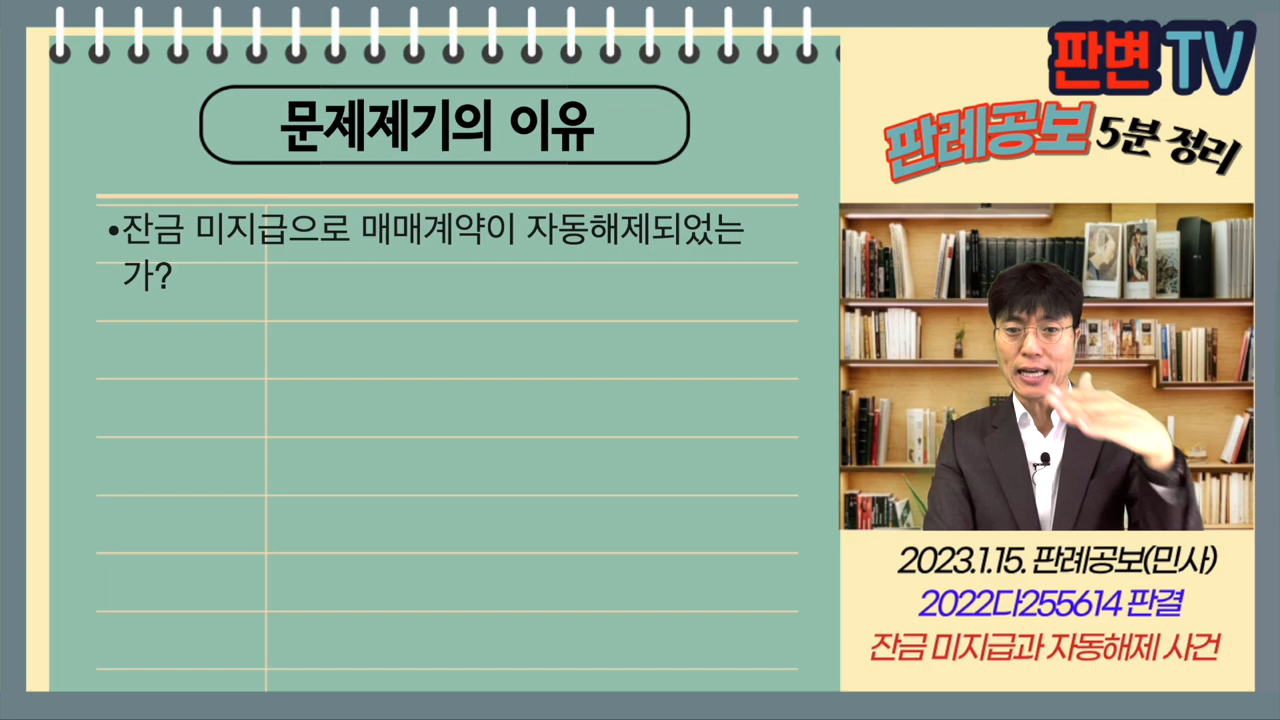 문제제기의 이유
•잔금 미지급으로 매매계약이 자동해제되었는
가?
판변 TV
판례공보 5분 정리
2023.1.15. 판례공보(민사)
2022다255614 판결
잔금 미지급과 자동해제 사건